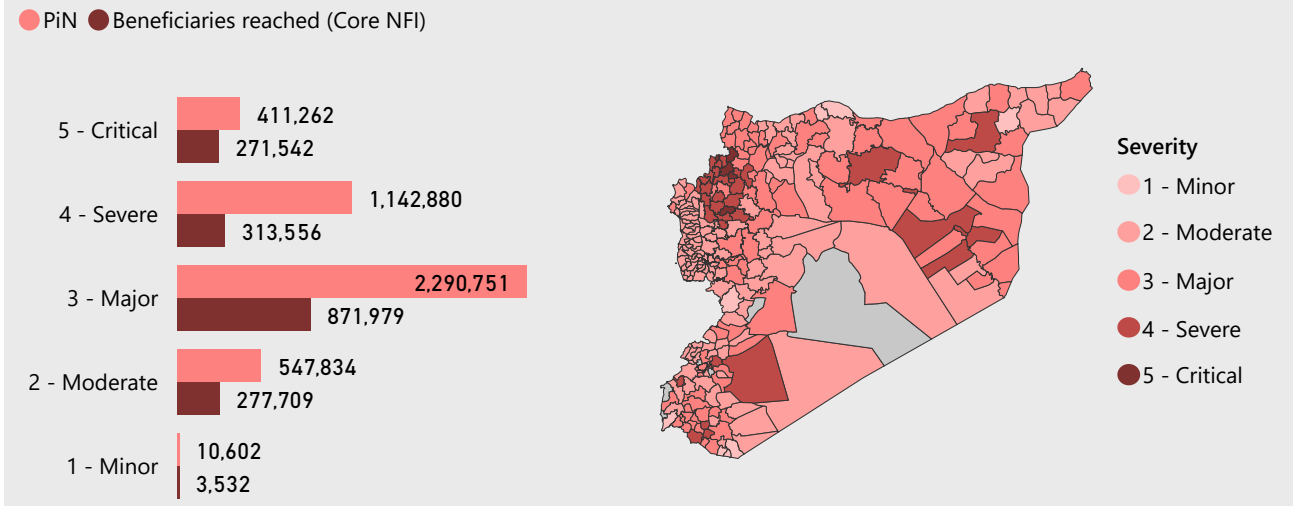 PiN Beneficiaries reached (Core NFI)
5 - Critical
411,262
271,542
4 - Severe
1,142,880
313,556
3 - Major
2,290,751
871,979
2 - Moderate
547,834
277,709
1 - Minor
10,602
3,532
Severity
1 - Minor
2 - Moderate
3 - Major
4 - Severe
5 - Critical